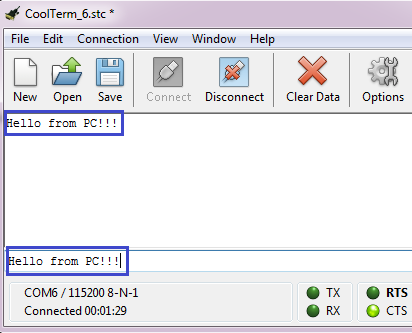 CoolTerm_6.stc *
File Edit Connection View Window Help
New Open Save Connect Disconnect Clear Data Options
Hello from PC!!!
Hello from PC!!!
COM6 / 115200 8-N-1 TX RTS
Connected 00:01:29 RX CTS